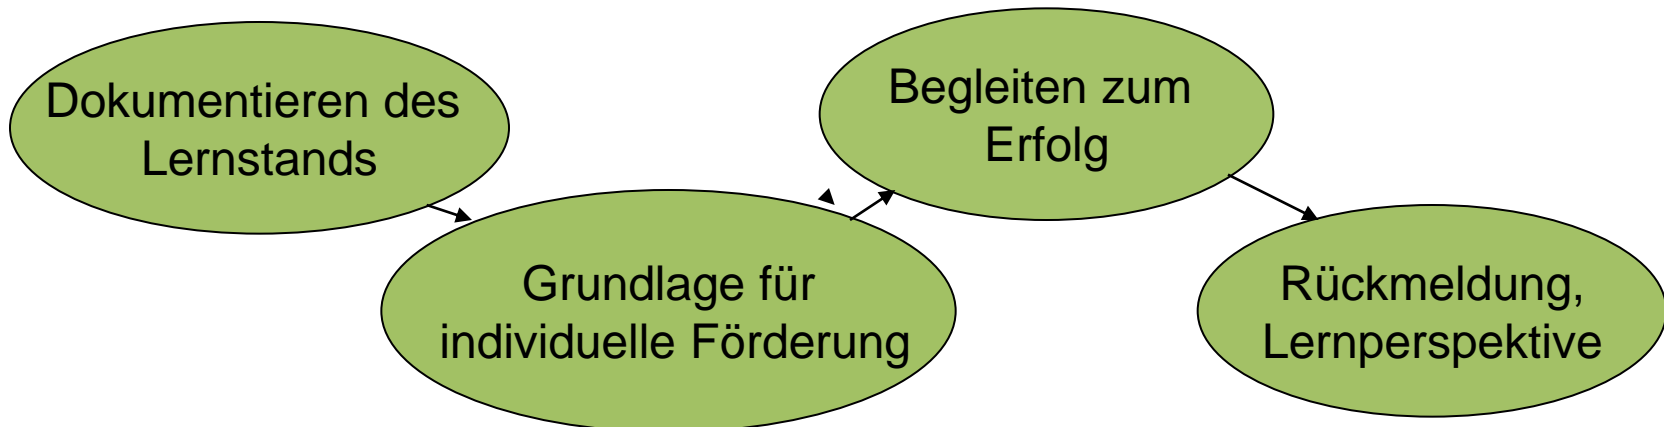 Dokumentieren des
Lernstands
Grundlage für
individuelle Förderung
Begleiten zum
Erfolg
Rückmeldung,
Lernperspektive